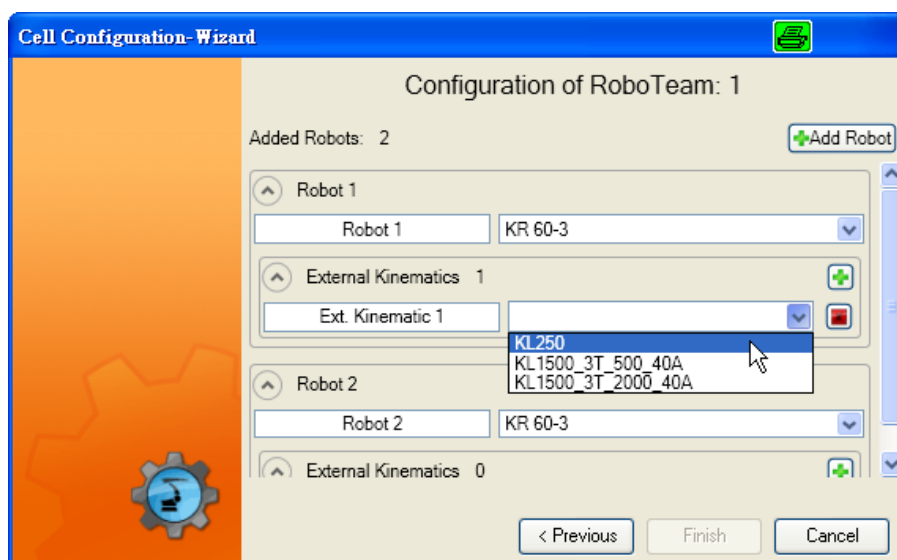 Cell Configuration-Wizard
Configuration of RoboTeam: 1
Added Robots: 2
Add Robot
Robot 1
Robot 1 KR 60-3
External Kinematics 1
Ext. Kinematic 1
KL250
KL1500_3T_500_40A
KL1500_3T_2000_40A
Robot 2
Robot 2 KR 60-3
External Kinematics 0
< Previous Finish Cancel